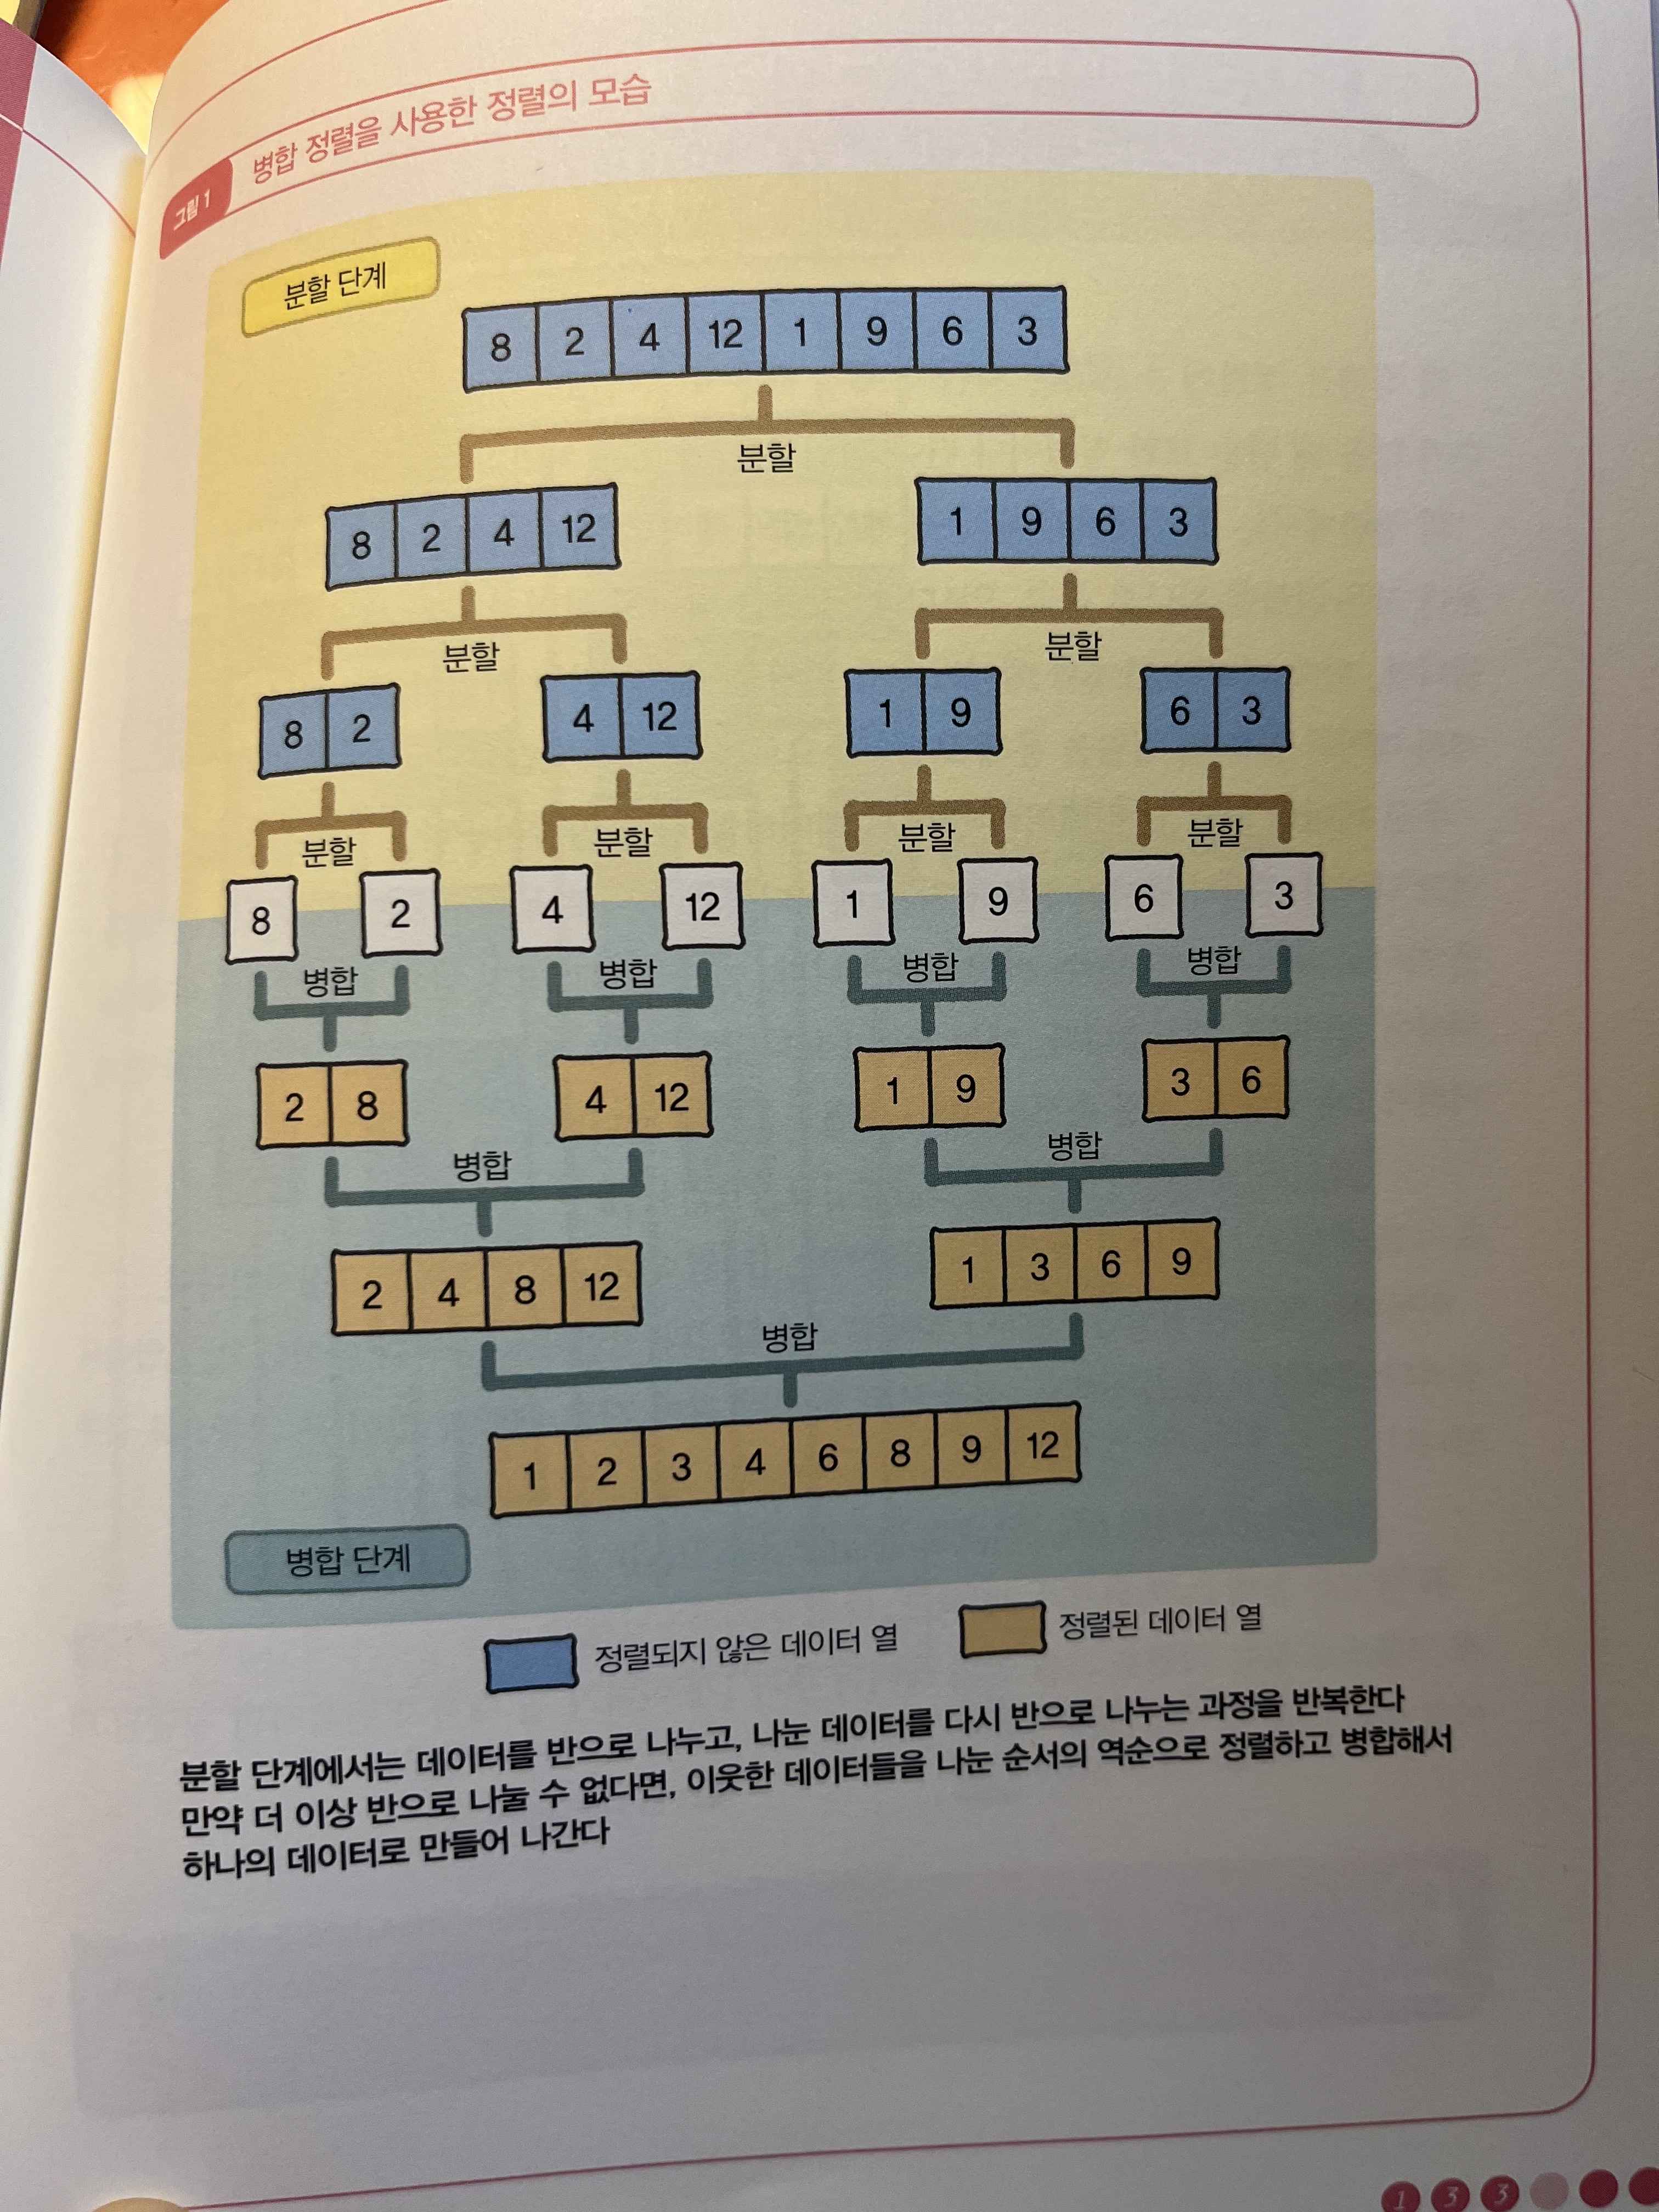 그림 1
병합 정렬을 사용한 정렬의 모습
분할 단계
8 2 4 12 1 9 6 3
분할
8 2 4 12 1 9 6 3
분할 분할
8 2 4 12 1 9 6 3
분할 분할 분할 분할
8 2 4 12 1 9 6 3
병합 병합 병합 병합
2 8 4 12 1 9 3 6
병합 병합
2 4 8 12 1 3 6 9
병합
1 2 3 4 6 8 9 12
병합 단계
정렬되지 않은 데이터 열 정렬된 데이터 열
분할 단계에서는 데이터를 반으로 나누고, 나눈 데이터를 다시 반으로 나누는 과정을 반복한다
만약 더 이상 반으로 나눌 수 없다면, 이웃한 데이터들을 나눈 순서의 역순으로 정렬하고 병합해서
하나의 데이터로 만들어 나간다
133